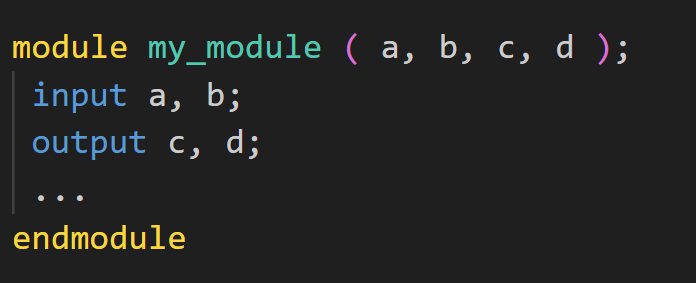 module my_module ( a, b, c, d );
input a, b;
output c, d;
...
endmodule